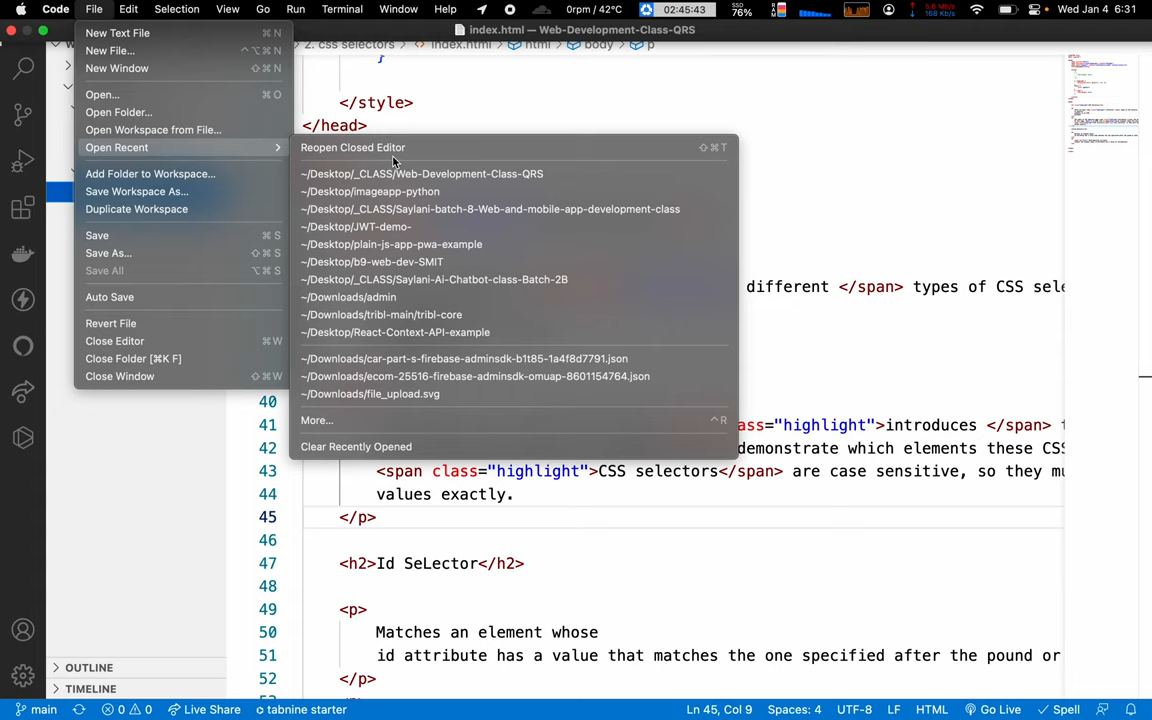 Code File Edit Selection View Go Run Terminal Window Help 0rpm / 42°C 02:45:43 SSD 76% 5.6 MB/s 168 KB/s Wed Jan 4 6:31
index.html — Web-Development-Class-QRS
2. css selectors > index.html > html > body > p
New Text File ⌘ N
New File... ^⌥⌘ N
New Window ⇧⌘ N
Open... ⌘ O
Open Folder...
Open Workspace from File...
Open Recent >
Add Folder to Workspace...
Save Workspace As...
Duplicate Workspace
Save ⌘ S
Save As... ⇧⌘ S
Save All ⌥⌘ S
Auto Save
Revert File
Close Editor ⌘W
Close Folder [⌘K F]
Close Window ⇧⌘W
Reopen Closed Editor ⇧⌘ T
~/Desktop/_CLASS/Web-Development-Class-QRS
~/Desktop/imageapp-python
~/Desktop/_CLASS/Saylani-batch-8-Web-and-mobile-app-development-class
~/Desktop/JWT-demo-
~/Desktop/plain-js-app-pwa-example
~/Desktop/b9-web-dev-SMIT
~/Desktop/_CLASS/Saylani-Ai-Chatbot-class-Batch-2B
~/Downloads/admin
~/Downloads/tribl-main/tribl-core
~/Desktop/React-Context-API-example
~/Downloads/car-part-s-firebase-adminsdk-b1t85-1a4f8d7791.json
~/Downloads/ecom-25516-firebase-adminsdk-omuap-8601154764.json
~/Downloads/file_upload.svg
More... ^ R
Clear Recently Opened
}
</style>
</head>
different </span> types of CSS sele
40
41 ass="highlight">introduces </span> t
42 demonstrate which elements these CSS
43 <span class="highlight">CSS selectors</span> are case sensitive, so they mu
44 values exactly.
45 </p>
46
47 <h2>Id SeLector</h2>
48
49 <p>
50 Matches an element whose
51 id attribute has a value that matches the one specified after the pound or
52 </p>
OUTLINE
TIMELINE
main 0 0 Live Share tabnine starter Ln 45, Col 9 Spaces: 4 UTF-8 LF HTML Go Live Spell